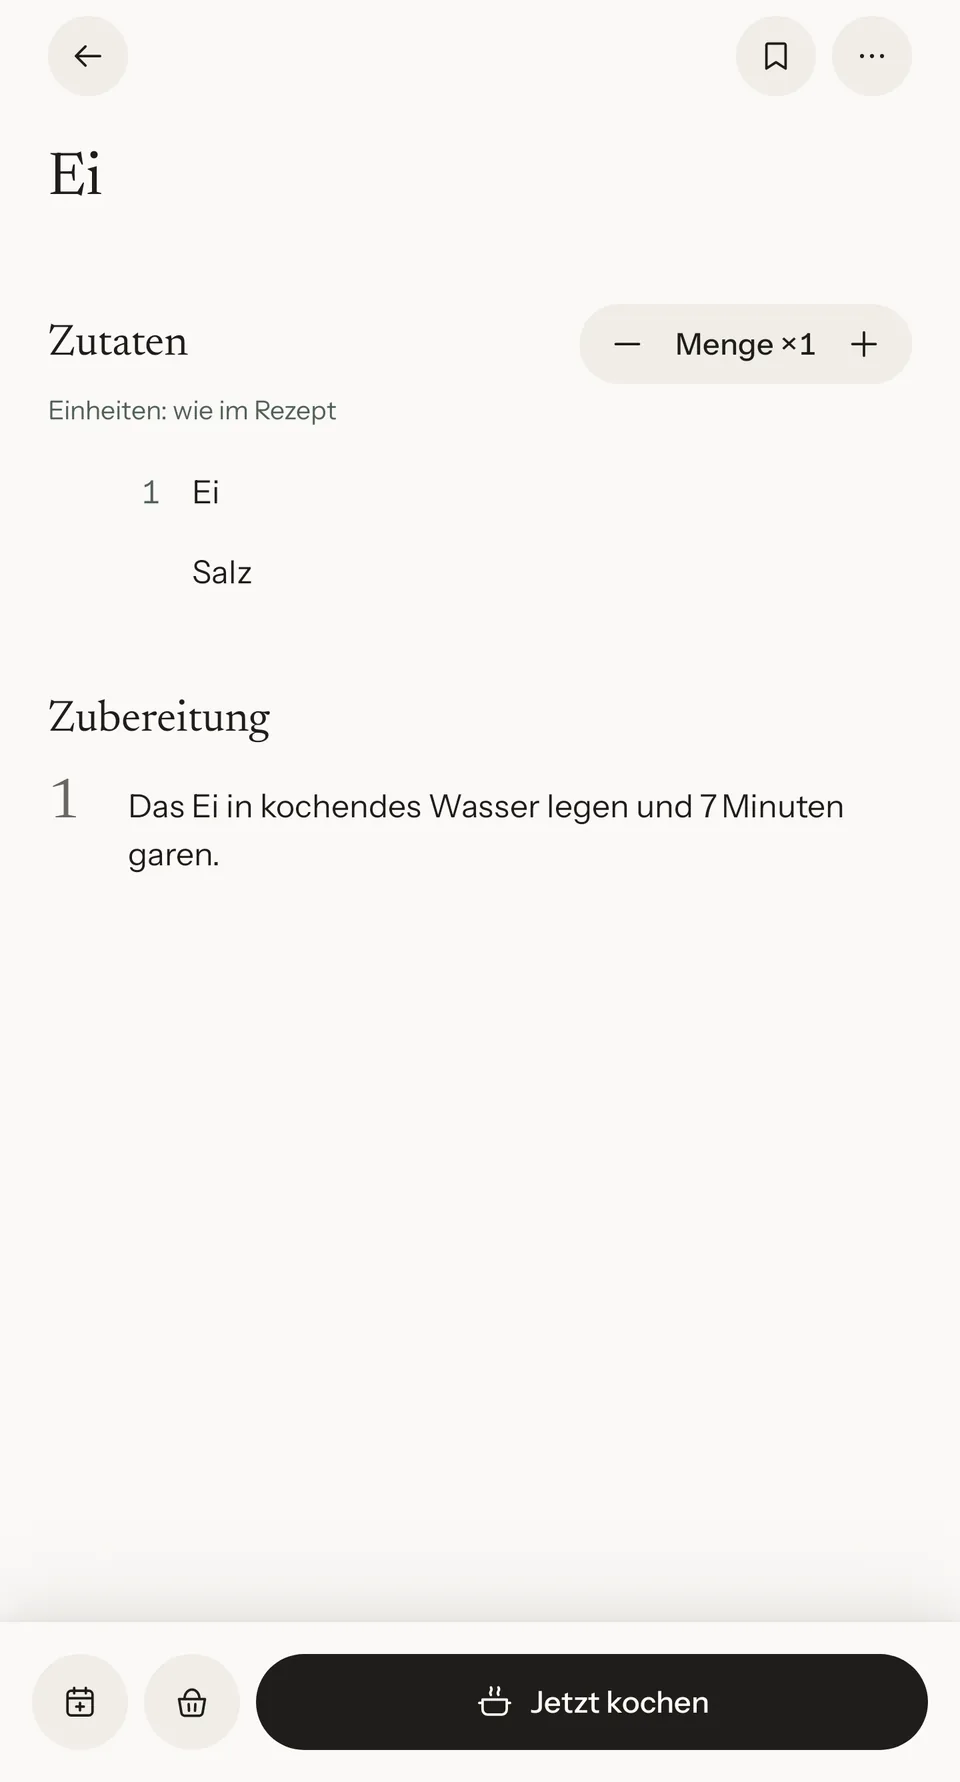 Ei
Zutaten
Menge ×1
Einheiten: wie im Rezept
1 Ei
Salz
Zubereitung
1 Das Ei in kochendes Wasser legen und 7 Minuten
garen.
Jetzt kochen